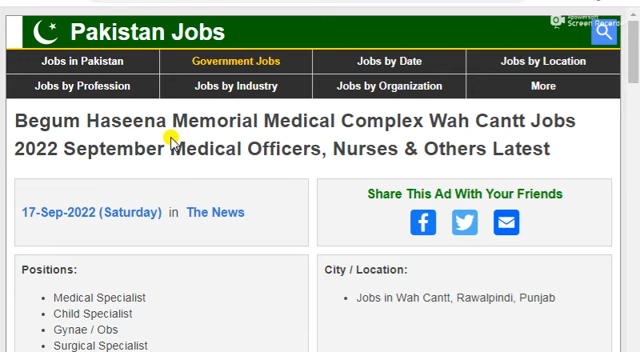 Pakistan Jobs
Apowersoft
Screen Recorder
Jobs in Pakistan
Government Jobs
Jobs by Date
Jobs by Location
Jobs by Profession
Jobs by Industry
Jobs by Organization
More
Begum Haseena Memorial Medical Complex Wah Cantt Jobs
2022 September Medical Officers, Nurses & Others Latest
17-Sep-2022 (Saturday) in The News
Share This Ad With Your Friends
Positions:
Medical Specialist
Child Specialist
Gynae / Obs
Surgical Specialist
City / Location:
Jobs in Wah Cantt, Rawalpindi, Punjab